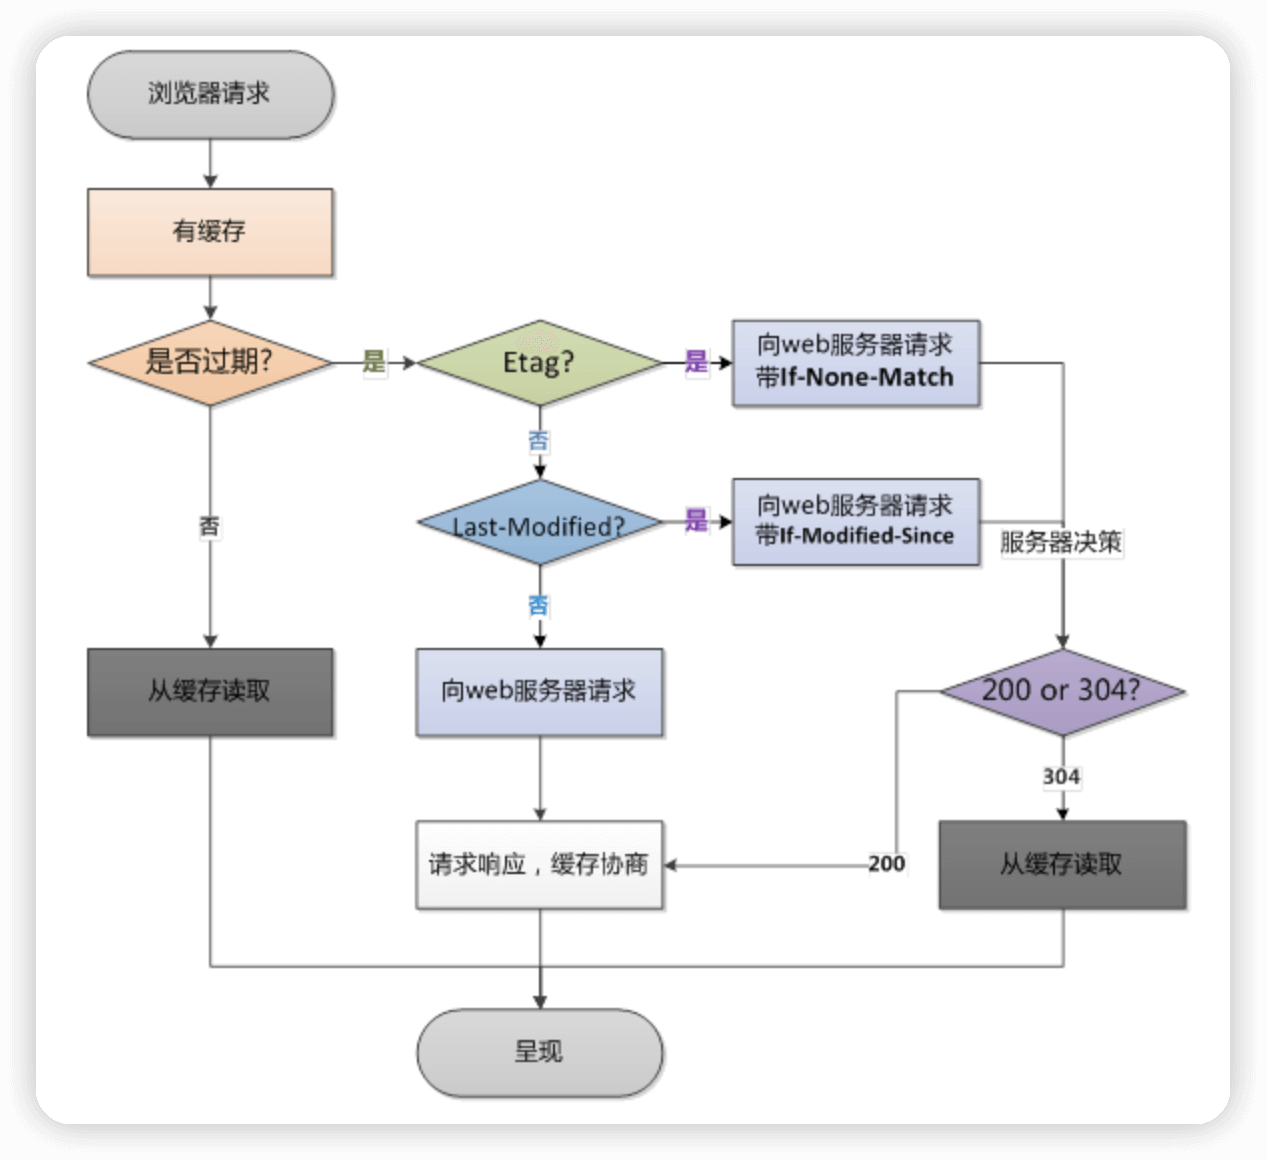 浏览器请求
有缓存
是否过期?
是
Etag?
是
向web服务器请求
带If-None-Match
否
否
Last-Modified?
是
向web服务器请求
带If-Modified-Since
服务器决策
否
从缓存读取
向web服务器请求
200 or 304?
304
请求响应，缓存协商
200
从缓存读取
呈现